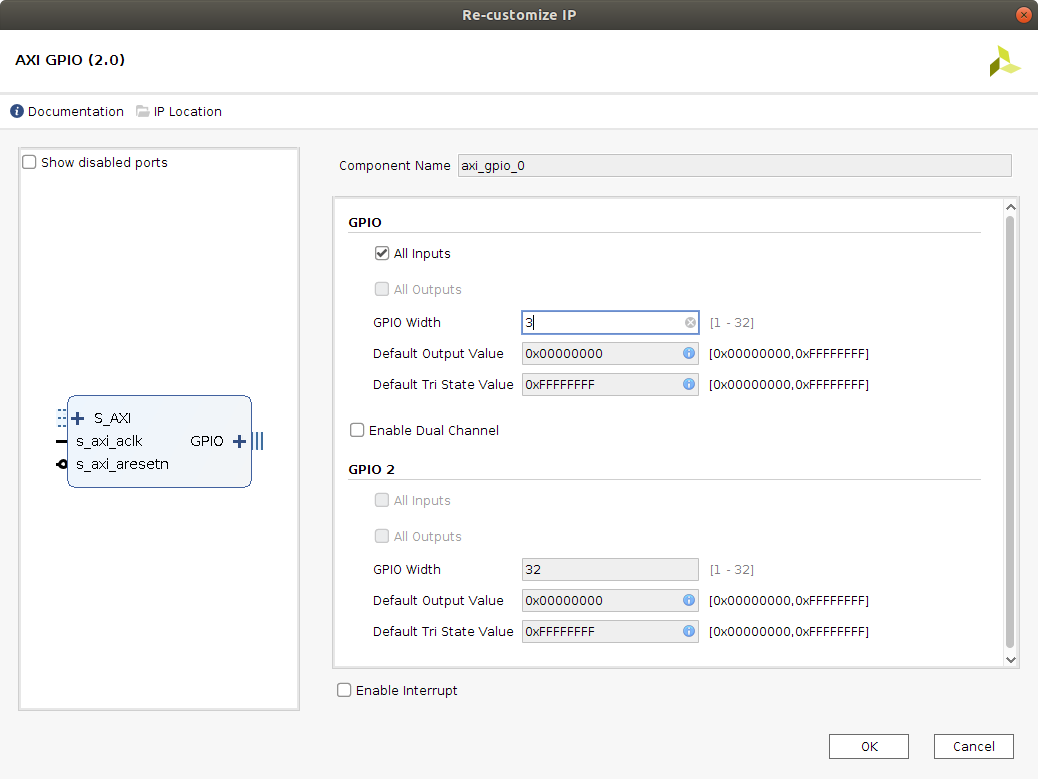 Re-customize IP
AXI GPIO (2.0)
Documentation IP Location
Show disabled ports
S_AXI
s_axi_aclk GPIO
s_axi_aresetn
Component Name axi_gpio_0
GPIO
All Inputs
All Outputs
GPIO Width 3 [1 - 32]
Default Output Value 0x00000000 [0x00000000,0xFFFFFFFF]
Default Tri State Value 0xFFFFFFFF [0x00000000,0xFFFFFFFF]
Enable Dual Channel
GPIO 2
All Inputs
All Outputs
GPIO Width 32 [1 - 32]
Default Output Value 0x00000000 [0x00000000,0xFFFFFFFF]
Default Tri State Value 0xFFFFFFFF [0x00000000,0xFFFFFFFF]
Enable Interrupt
OK Cancel